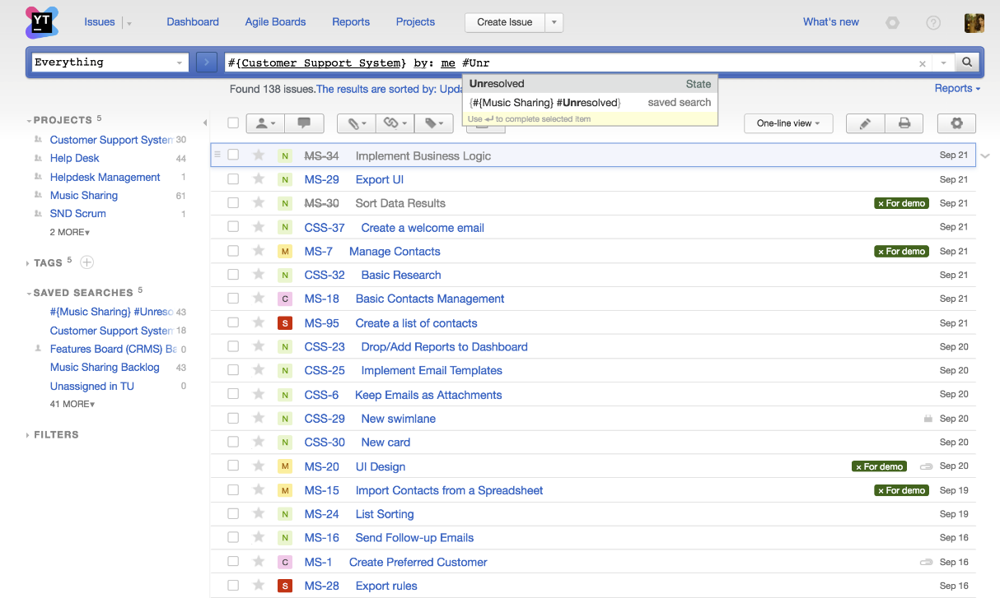 YT Issues Dashboard Agile Boards Reports Projects Create Issue What's new ?
Everything #{Customer Support System} by: me #Unr
Found 138 issues. The results are sorted by: Upda
Reports
Unresolved State
{#{Music Sharing} #Unresolved} saved search
Use ↵ to complete selected item
One-line view
PROJECTS 5
Customer Support System 30
Help Desk 44
Helpdesk Management 1
Music Sharing 61
SND Scrum 1
2 MORE▾
TAGS 5
SAVED SEARCHES 5
#{Music Sharing} #Unreso 43
Customer Support System 18
Features Board (CRMS) Ba 0
Music Sharing Backlog 43
Unassigned in TU 0
41 MORE▾
FILTERS
N MS-34 Implement Business Logic Sep 21
N MS-29 Export UI Sep 21
N MS-30 Sort Data Results × For demo Sep 21
N CSS-37 Create a welcome email Sep 21
M MS-7 Manage Contacts × For demo Sep 21
N CSS-32 Basic Research Sep 21
C MS-18 Basic Contacts Management Sep 21
S MS-95 Create a list of contacts Sep 21
N CSS-23 Drop/Add Reports to Dashboard Sep 20
N CSS-25 Implement Email Templates Sep 20
N CSS-6 Keep Emails as Attachments Sep 20
N CSS-29 New swimlane Sep 20
N CSS-30 New card Sep 20
M MS-20 UI Design × For demo Sep 20
M MS-15 Import Contacts from a Spreadsheet × For demo Sep 19
N MS-24 List Sorting Sep 19
N MS-16 Send Follow-up Emails Sep 16
C MS-1 Create Preferred Customer Sep 16
S MS-28 Export rules Sep 16